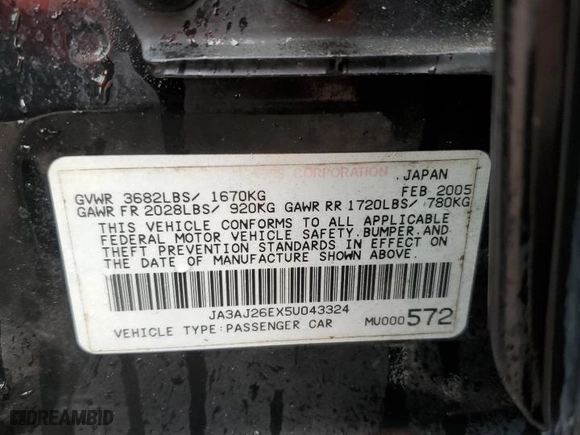 CORPORATION JAPAN
GVWR 3682LBS/ 1670KG FEB 2005
GAWR FR 2028LBS/ 920KG GAWR RR 1720LBS/ 780KG
THIS VEHICLE CONFORMS TO ALL APPLICABLE
FEDERAL MOTOR VEHICLE SAFETY, BUMPER, AND
THEFT PREVENTION STANDARDS IN EFFECT ON
THE DATE OF MANUFACTURE SHOWN ABOVE.
JA3AJ26EX5U043324
VEHICLE TYPE:PASSENGER CAR MU000572
DREAMBID